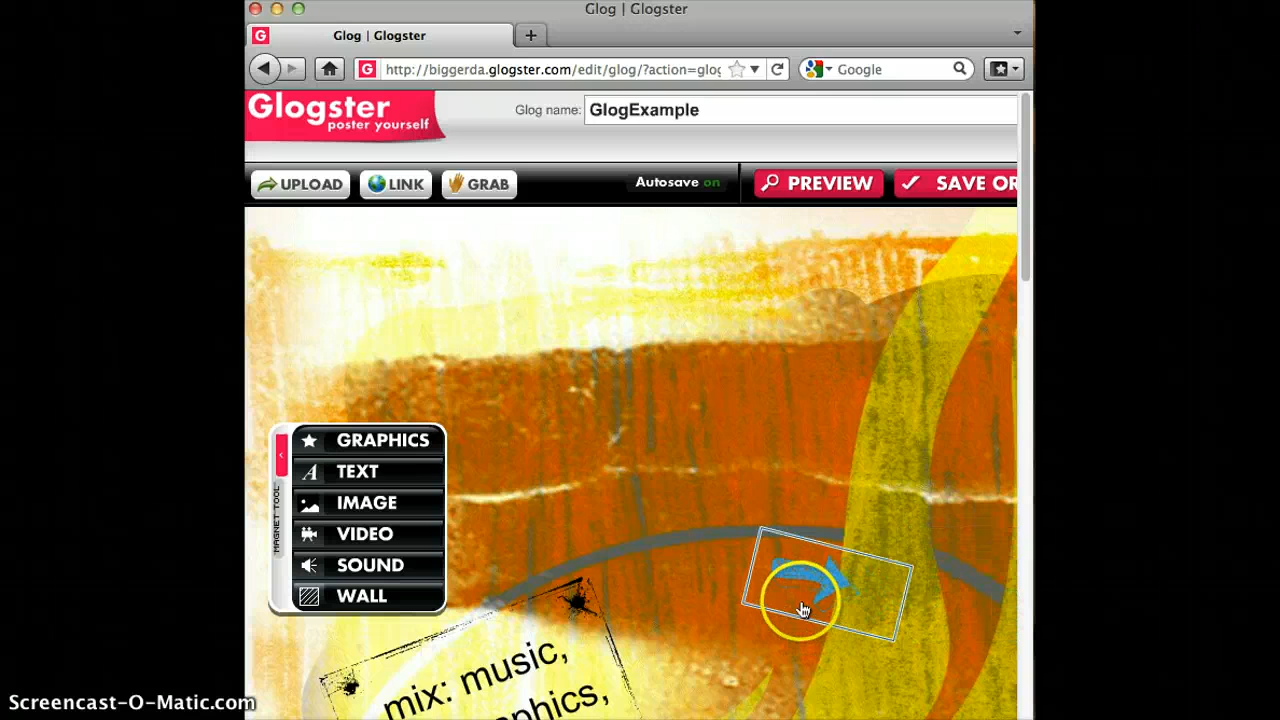 Glog | Glogster
G
Glog | Glogster
+
G
http://biggerda.glogster.com/edit/glog/?action=glog
Google
Glogster
poster yourself
Glog name:
GlogExample
UPLOAD
LINK
GRAB
Autosave on
PREVIEW
SAVE OR
MAGNET TOOL
GRAPHICS
TEXT
IMAGE
VIDEO
SOUND
WALL
mix: music,
aphics,
Screencast-O-Matic.com